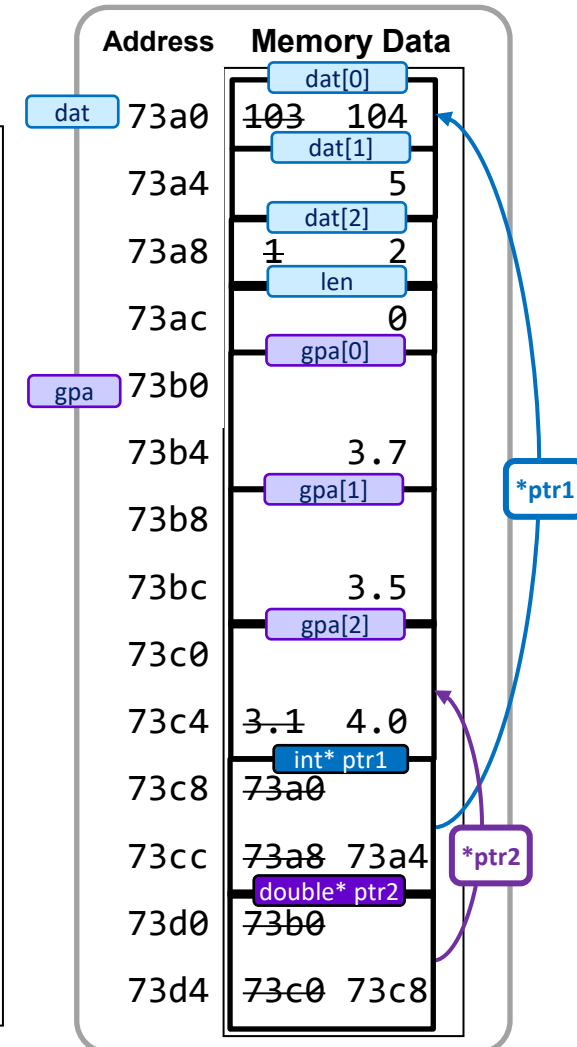 Address Memory Data
dat[0]
dat 73a0 103 104
dat[1]
73a4 5
dat[2]
73a8 1 2
len
73ac 0
gpa[0]
gpa 73b0
73b4 3.7
gpa[1]
*ptr1
73b8
73bc 3.5
gpa[2]
73c0
73c4 3.1 4.0
int* ptr1
73c8 73a0
73cc 73a8 73a4
*ptr2
double* ptr2
73d0 73b0
73d4 73c0 73c8